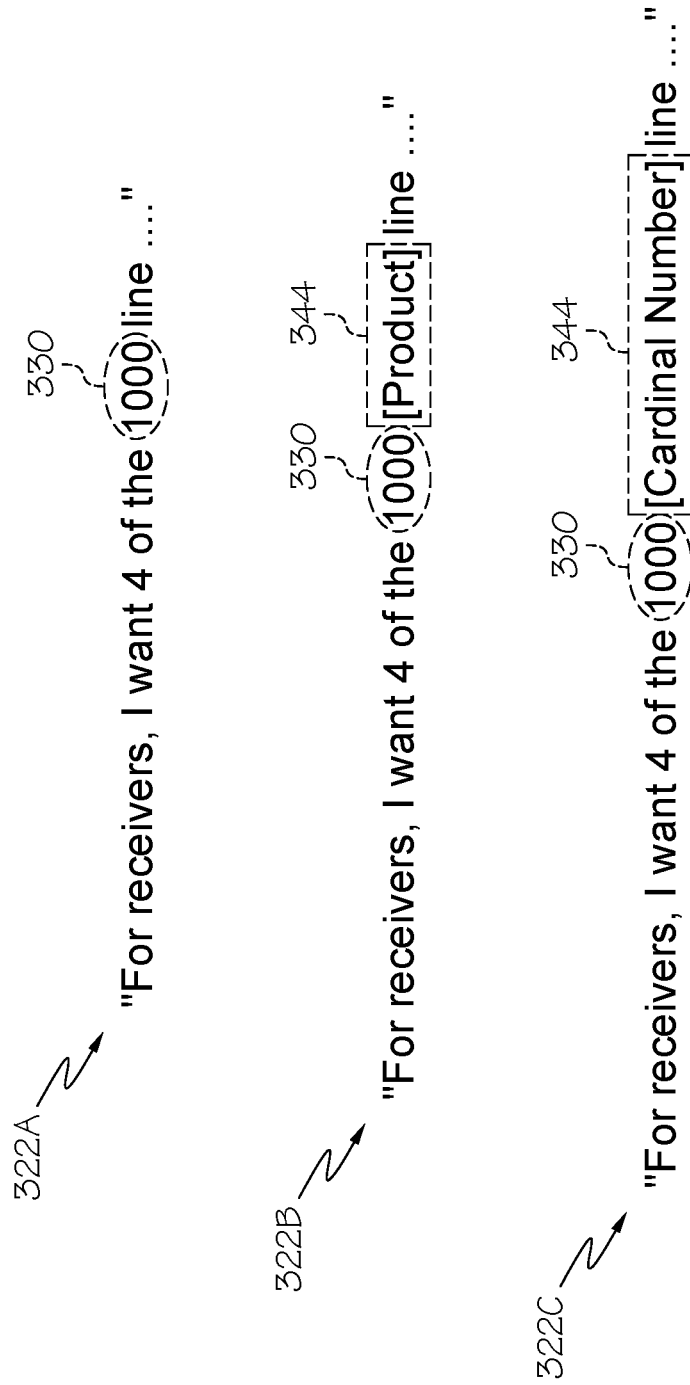 322A
330
"For receivers, I want 4 of the 1000 line ...."
322B
330 344
"For receivers, I want 4 of the 1000 [Product] line ...."
322C
330 344
"For receivers, I want 4 of the 1000 [Cardinal Number] line ...."